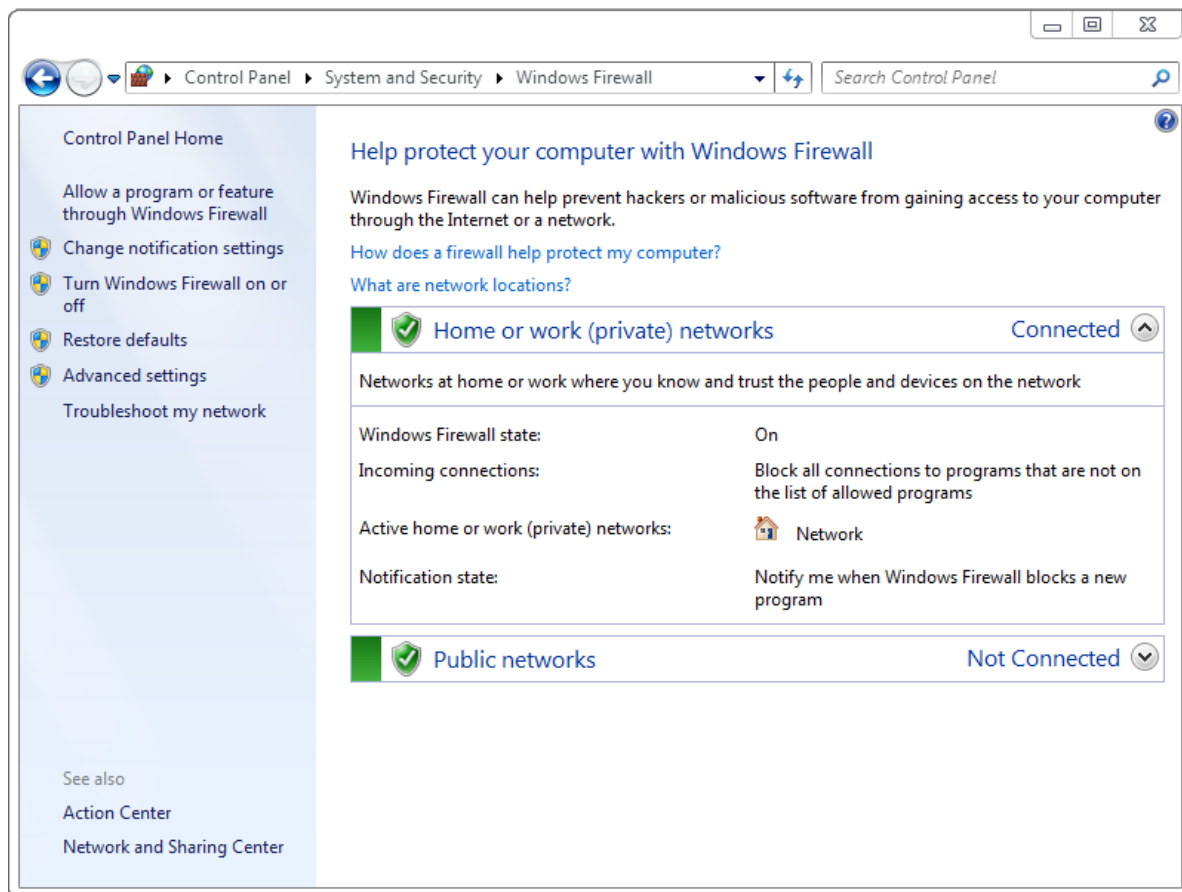 Control Panel ▸ System and Security ▸ Windows Firewall
Search Control Panel
Control Panel Home
Allow a program or feature
through Windows Firewall
Change notification settings
Turn Windows Firewall on or
off
Restore defaults
Advanced settings
Troubleshoot my network
See also
Action Center
Network and Sharing Center
Help protect your computer with Windows Firewall
Windows Firewall can help prevent hackers or malicious software from gaining access to your computer
through the Internet or a network.
How does a firewall help protect my computer?
What are network locations?
Home or work (private) networks Connected
Networks at home or work where you know and trust the people and devices on the network
Windows Firewall state: On
Incoming connections: Block all connections to programs that are not on
the list of allowed programs
Active home or work (private) networks: Network
Notification state: Notify me when Windows Firewall blocks a new
program
Public networks Not Connected